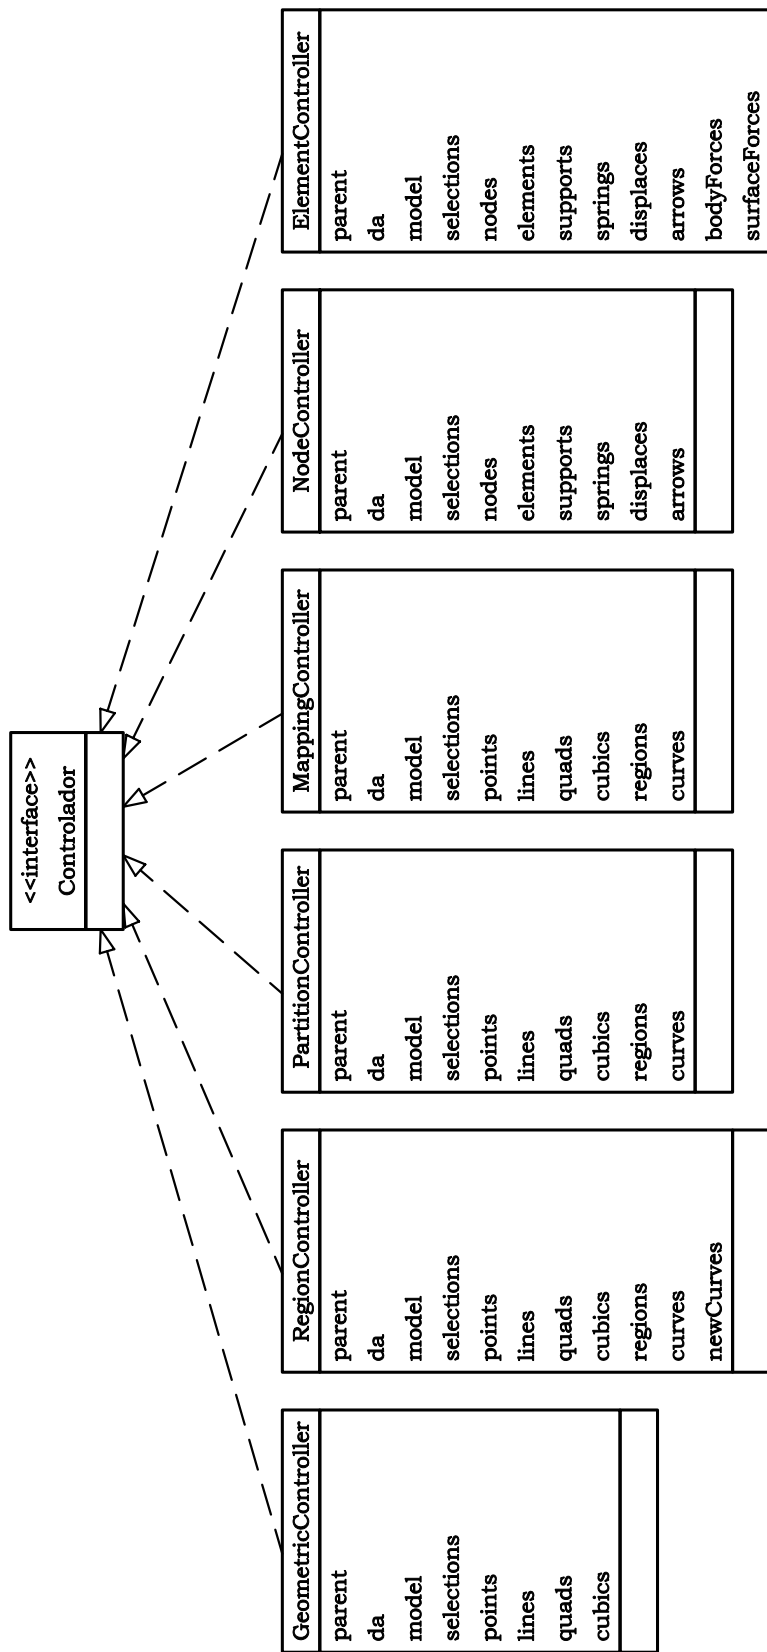 <<interface>>
Controlador
GeometricController
parent
da
model
selections
points
lines
quads
cubics
RegionController
parent
da
model
selections
points
lines
quads
cubics
regions
curves
newCurves
PartitionController
parent
da
model
selections
points
lines
quads
cubics
regions
curves
MappingController
parent
da
model
selections
points
lines
quads
cubics
regions
curves
NodeController
parent
da
model
selections
nodes
elements
supports
springs
displaces
arrows
ElementController
parent
da
model
selections
nodes
elements
supports
springs
displaces
arrows
bodyForces
surfaceForces